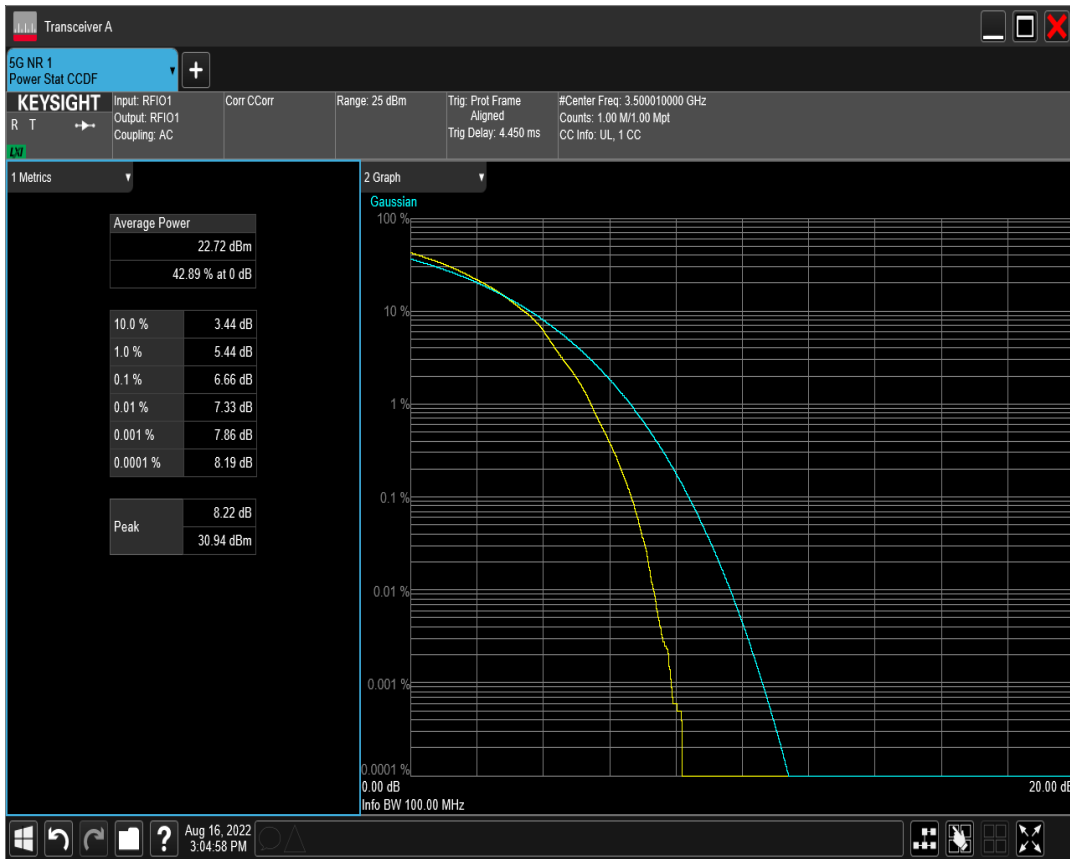 Transceiver A
5G NR 1
Power Stat CCDF
+
KEYSIGHT
R T
LXI
Input: RFIO1
Output: RFIO1
Coupling: AC
Corr CCorr
Range: 25 dBm
Trig: Prot Frame
Aligned
Trig Delay: 4.450 ms
#Center Freq: 3.500010000 GHz
Counts: 1.00 M/1.00 Mpt
CC Info: UL, 1 CC
1 Metrics
Average Power
22.72 dBm
42.89 % at 0 dB
10.0 % 3.44 dB
1.0 % 5.44 dB
0.1 % 6.66 dB
0.01 % 7.33 dB
0.001 % 7.86 dB
0.0001 % 8.19 dB
Peak
8.22 dB
30.94 dBm
2 Graph
Gaussian
100 %
10 %
1 %
0.1 %
0.01 %
0.001 %
0.0001 %
0.00 dB 20.00 dB
Info BW 100.00 MHz
?
Aug 16, 2022
3:04:58 PM